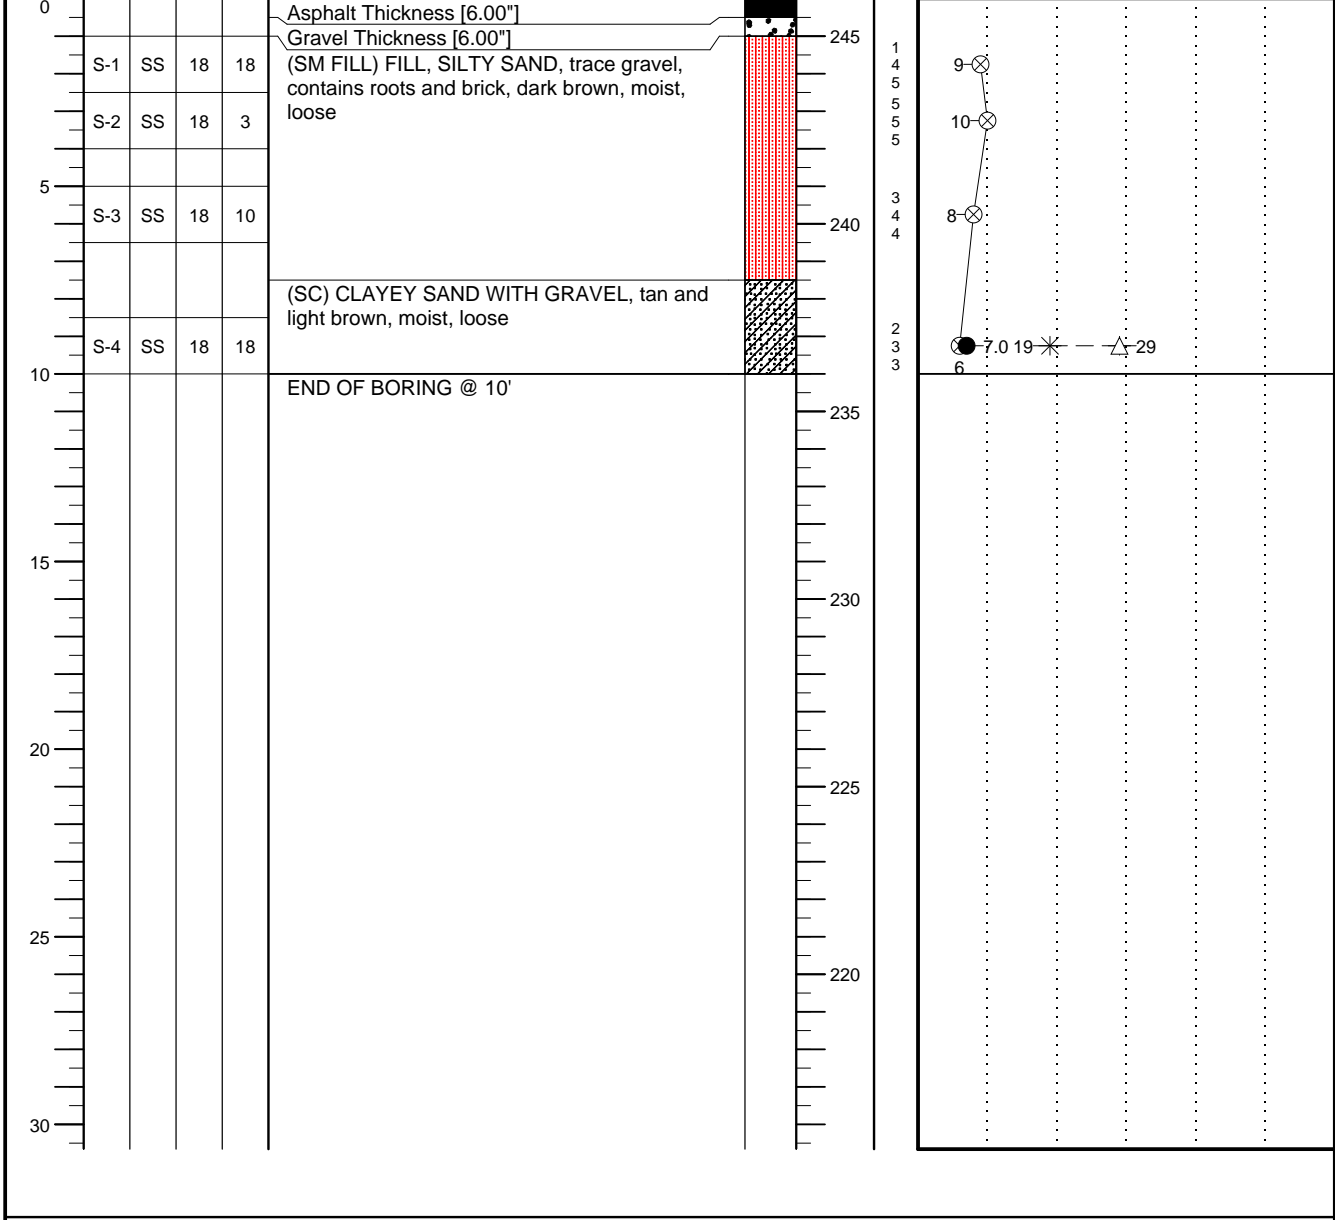 0
Asphalt Thickness [6.00"]
Gravel Thickness [6.00"]
245
S-1 SS 18 18
(SM FILL) FILL, SILTY SAND, trace gravel,
contains roots and brick, dark brown, moist,
loose
1
4
5
9
S-2 SS 18 3
5
5
5
10
5
S-3 SS 18 10
240
3
4
4
8
(SC) CLAYEY SAND WITH GRAVEL, tan and
light brown, moist, loose
S-4 SS 18 18
2
3
3
7.0 19 29
6
10
END OF BORING @ 10'
235
15
230
20
225
25
220
30